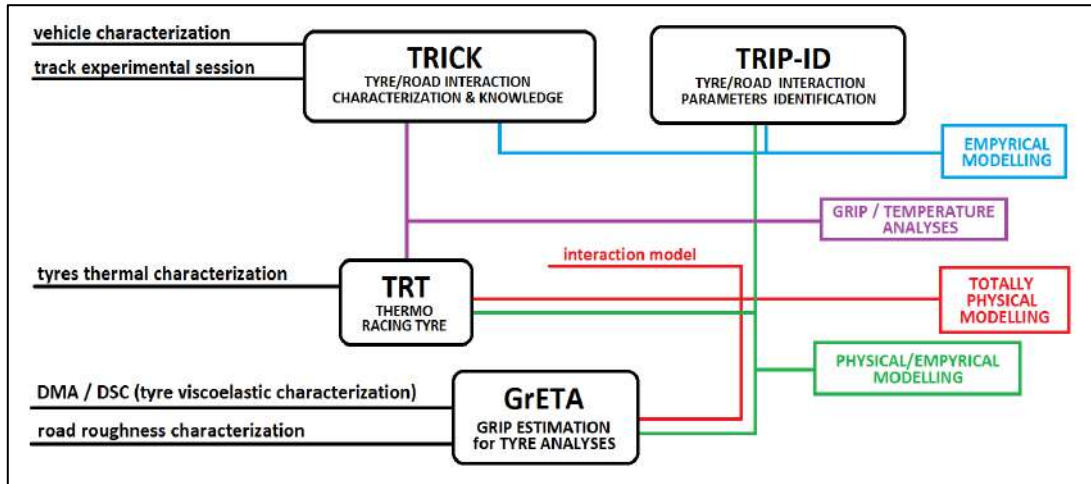 vehicle characterization
track experimental session
TRICK
TYRE/ROAD INTERACTION
CHARACTERIZATION & KNOWLEDGE
TRIP-ID
TYRE/ROAD INTERACTION
PARAMETERS IDENTIFICATION
EMPYRICAL
MODELLING
GRIP / TEMPERATURE
ANALYSES
interaction model
tyres thermal characterization
TRT
THERMO
RACING TYRE
TOTALLY
PHYSICAL
MODELLING
PHYSICAL/EMPYRICAL
MODELLING
DMA / DSC (tyre viscoelastic characterization)
road roughness characterization
GrETA
GRIP ESTIMATION
for TYRE ANALYSES